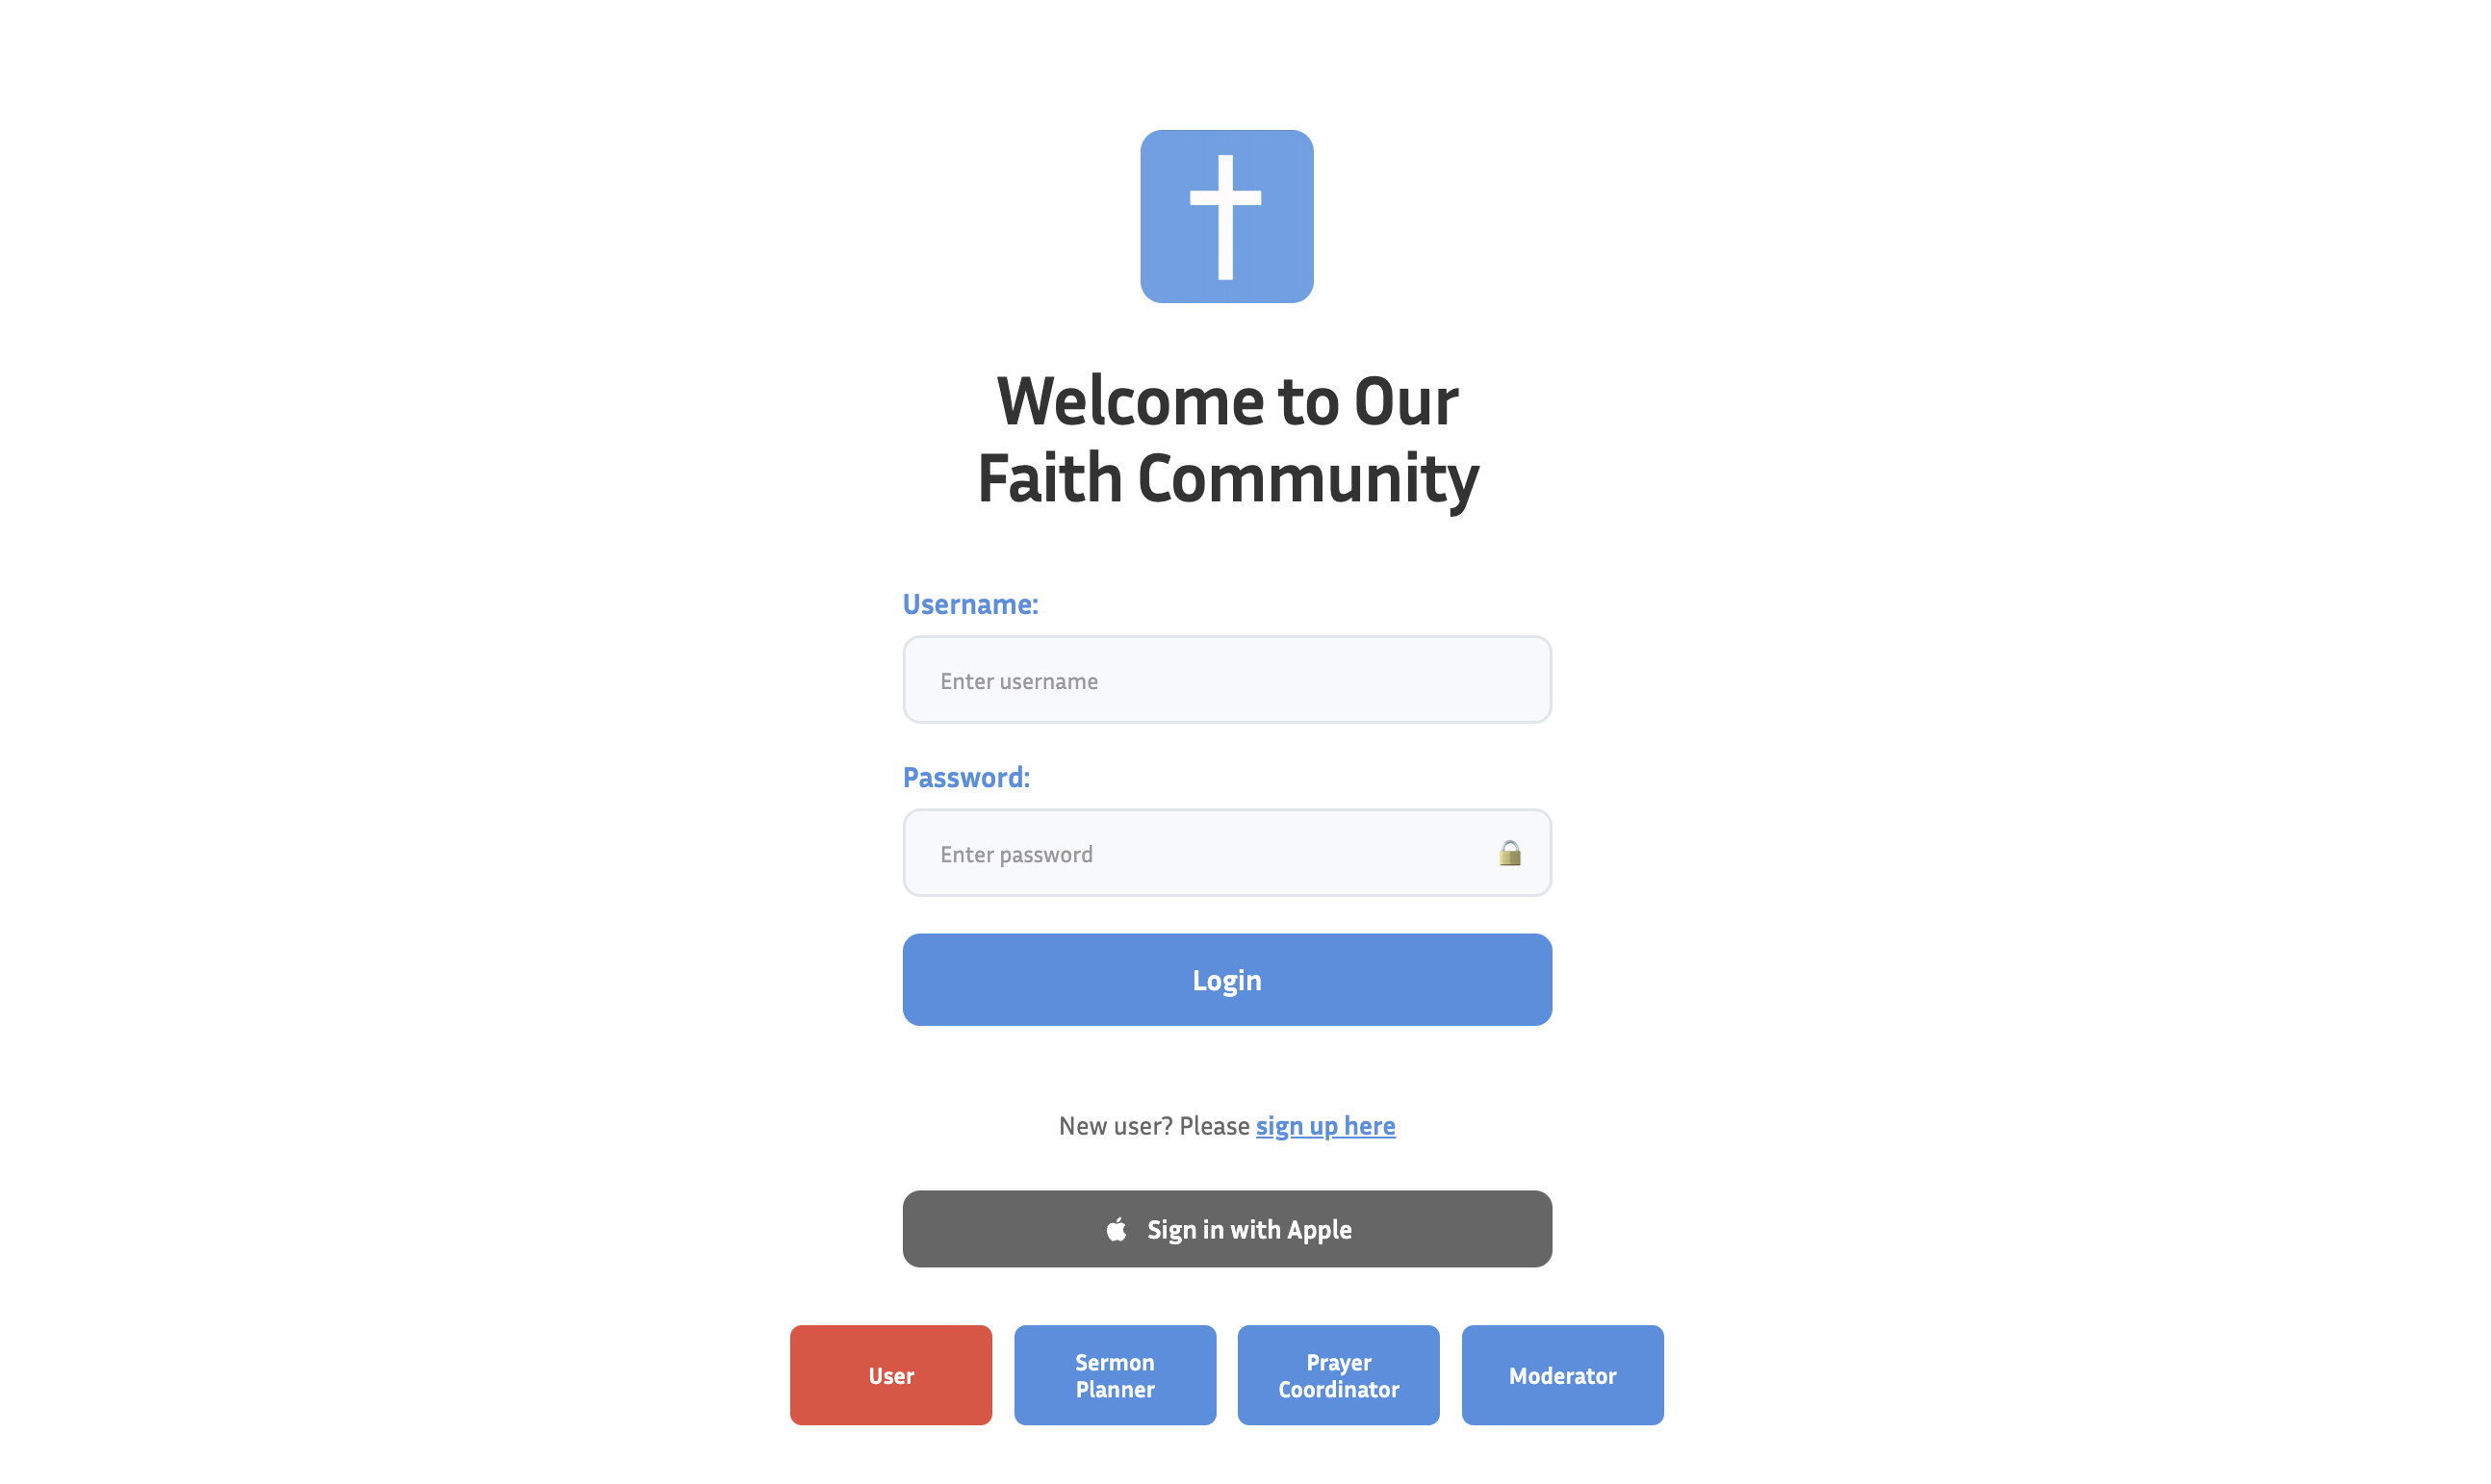 Welcome to Our
Faith Community
Username:
Enter username
Password:
Enter password
Login
New user? Please sign up here
Sign in with Apple
User
Sermon
Planner
Prayer
Coordinator
Moderator